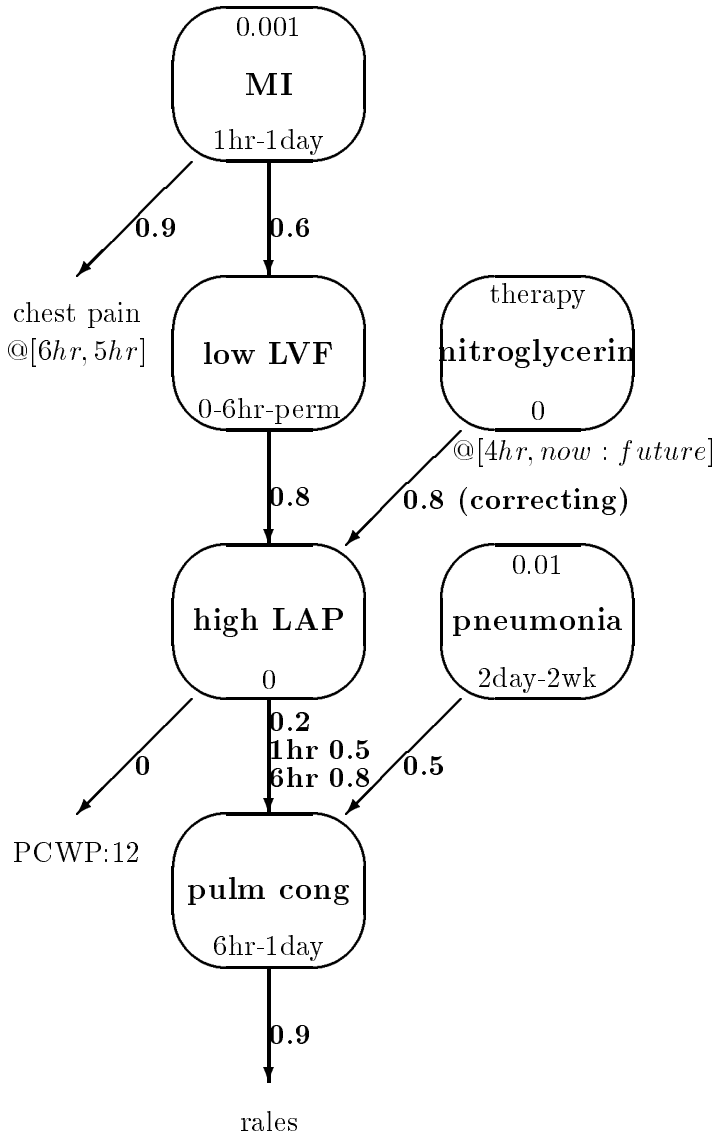 0.001
MI
1hr-1day
0.9
0.6
chest pain
@[6hr, 5hr]
low LVF
0-6hr-perm
therapy
nitroglycerin
0
@[4hr, now : future]
0.8
0.8 (correcting)
high LAP
0
0.01
pneumonia
2day-2wk
0
0.2
1hr 0.5
6hr 0.8
0.5
PCWP:12
pulm cong
6hr-1day
0.9
rales